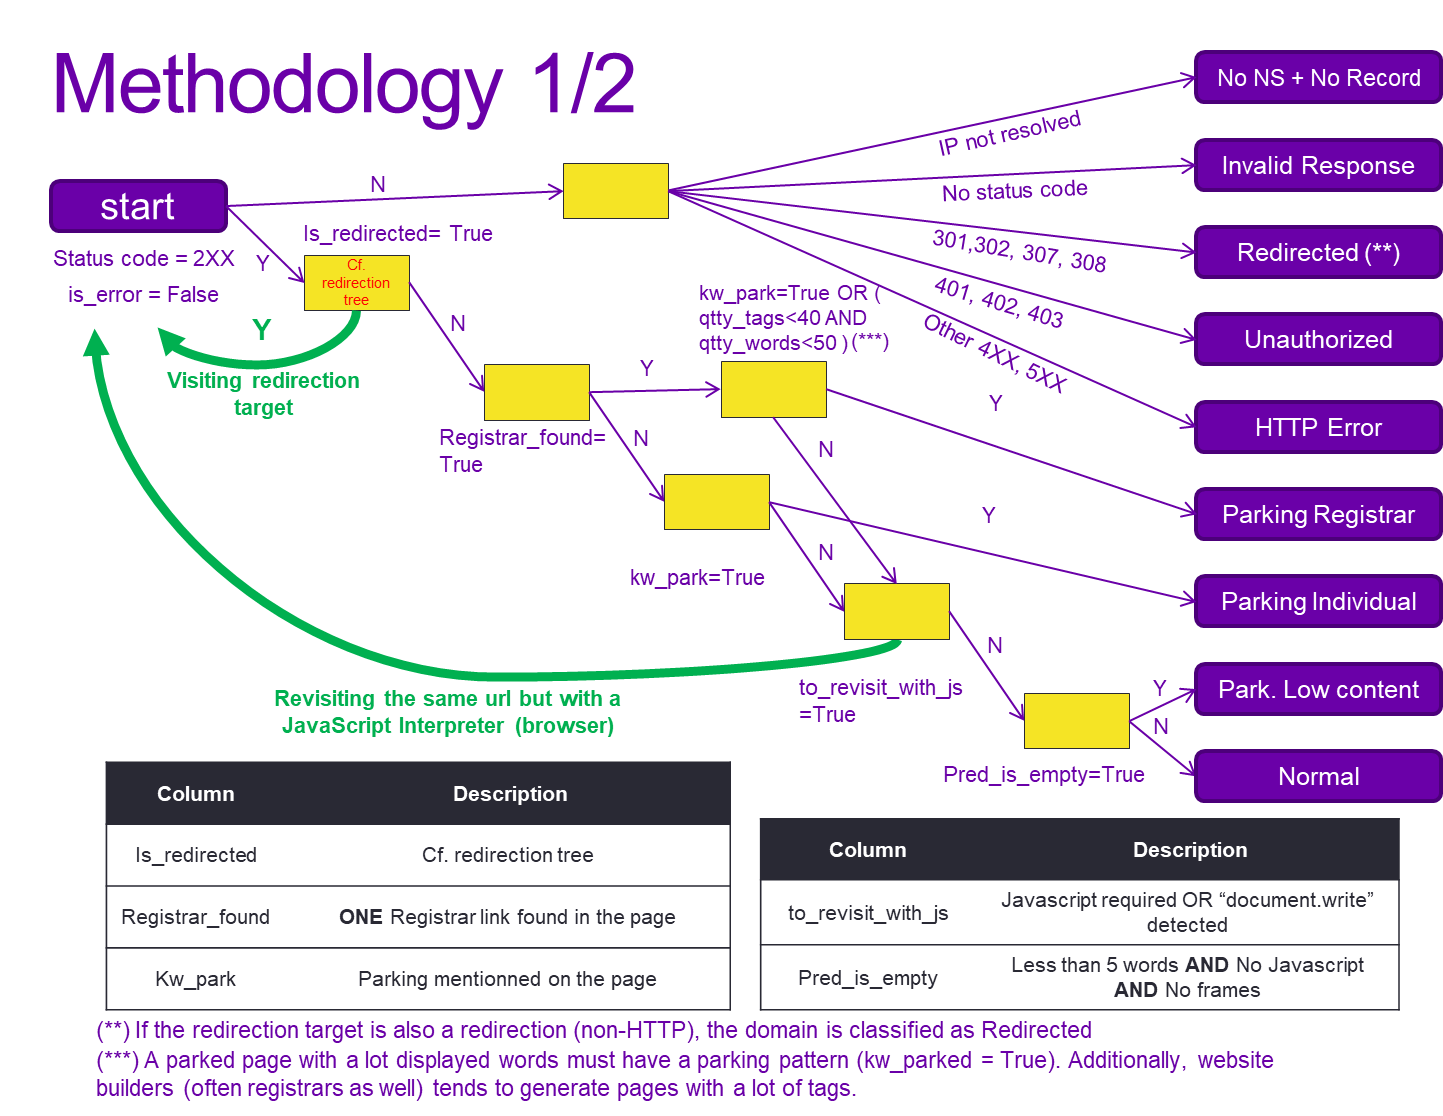 Methodology 1/2
No NS + No Record
IP not resolved
Invalid Response
No status code
N
start
Is_redirected= True
301,302, 307, 308
Redirected (**)
Status code = 2XX
Y
is_error = False
Cf.
redirection
tree
401, 402, 403
Unauthorized
kw_park=True OR (
qtty_tags<40 AND
qtty_words<50 ) (***)
Other 4XX, 5XX
N
Y
Visiting redirection
target
Y
Y
HTTP Error
Registrar_found=
True
N
N
Parking Registrar
Y
kw_park=True
N
Parking Individual
to_revisit_with_js
=True
N
Revisiting the same url but with a
JavaScript Interpreter (browser)
Y
Park. Low content
N
Pred_is_empty=True
Normal
Column Description
Is_redirected Cf. redirection tree
Registrar_found ONE Registrar link found in the page
Kw_park Parking mentionned on the page
Column Description
to_revisit_with_js Javascript required OR “document.write”
detected
Pred_is_empty Less than 5 words AND No Javascript
AND No frames
(**) If the redirection target is also a redirection (non-HTTP), the domain is classified as Redirected
(***) A parked page with a lot displayed words must have a parking pattern (kw_parked = True). Additionally, website
builders (often registrars as well) tends to generate pages with a lot of tags.